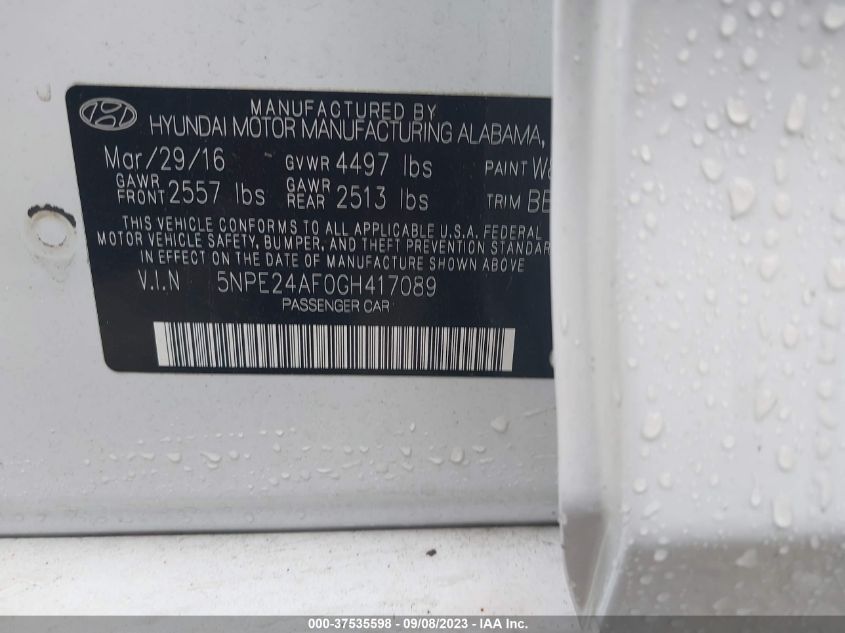 MANUFACTURED BY
HYUNDAI MOTOR MANUFACTURING ALABAMA,
Mar/29/16 GVWR 4497 lbs PAINT
GAWR FRONT 2557 lbs GAWR REAR 2513 lbs TRIM
THIS VEHICLE CONFORMS TO ALL APPLICABLE U.S.A. FEDERAL
MOTOR VEHICLE SAFETY, BUMPER, AND THEFT PREVENTION STANDAR
IN EFFECT ON THE DATE OF MANUFACTURE SHOWN ABOVE
V.I.N 5NPE24AF0GH417089
PASSENGER CAR
000-37535598 - 09/08/2023 - IAA Inc.